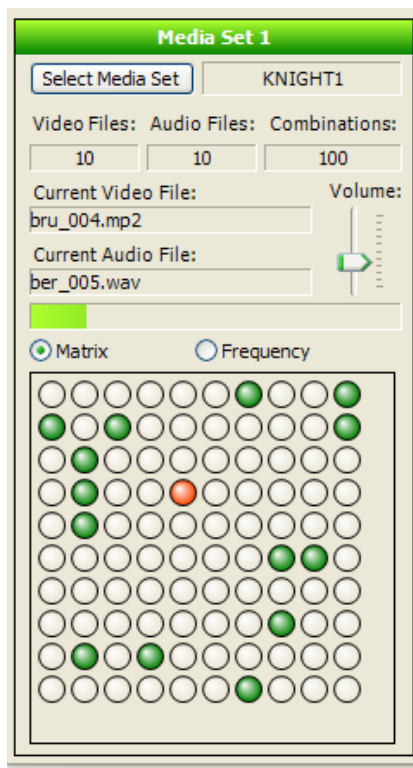 Media Set 1
Select Media Set KNIGHT1
Video Files: Audio Files: Combinations:
10 10 100
Current Video File: Volume:
bru_004.mp2
Current Audio File:
ber_005.wav
Matrix Frequency